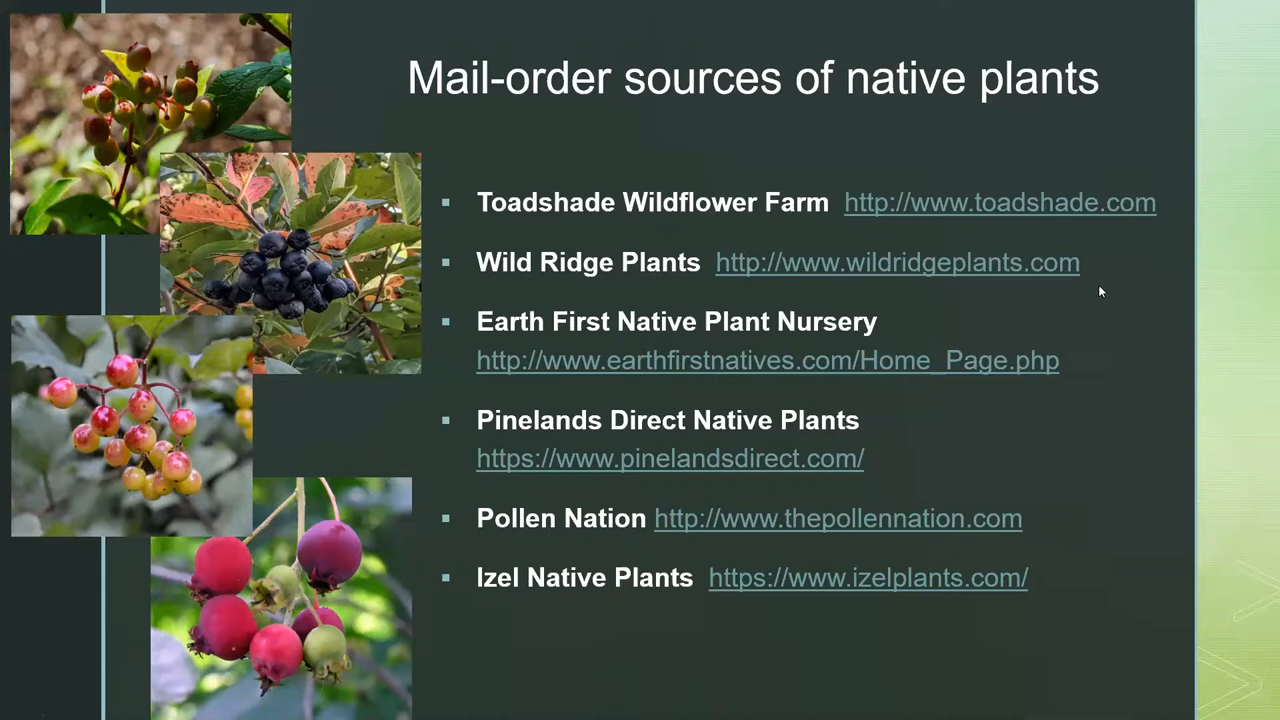 Mail-order sources of native plants
Toadshade Wildflower Farm http://www.toadshade.com
Wild Ridge Plants http://www.wildridgeplants.com
Earth First Native Plant Nursery
http://www.earthfirstnatives.com/Home_Page.php
Pinelands Direct Native Plants
https://www.pinelandsdirect.com/
Pollen Nation http://www.thepollennation.com
Izel Native Plants https://www.izelplants.com/